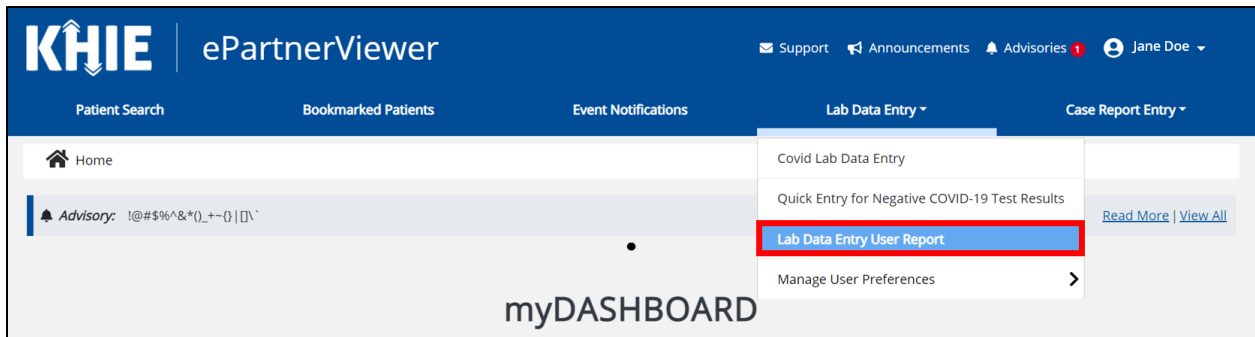 KHIE ePartnerViewer
Support Announcements Advisories 1 Jane Doe
Patient Search Bookmarked Patients Event Notifications Lab Data Entry Case Report Entry
Home
Covid Lab Data Entry
Quick Entry for Negative COVID-19 Test Results
Advisory: !@#$%^&*()_+~{}|[]\` Read More | View All
Lab Data Entry User Report
Manage User Preferences
myDASHBOARD